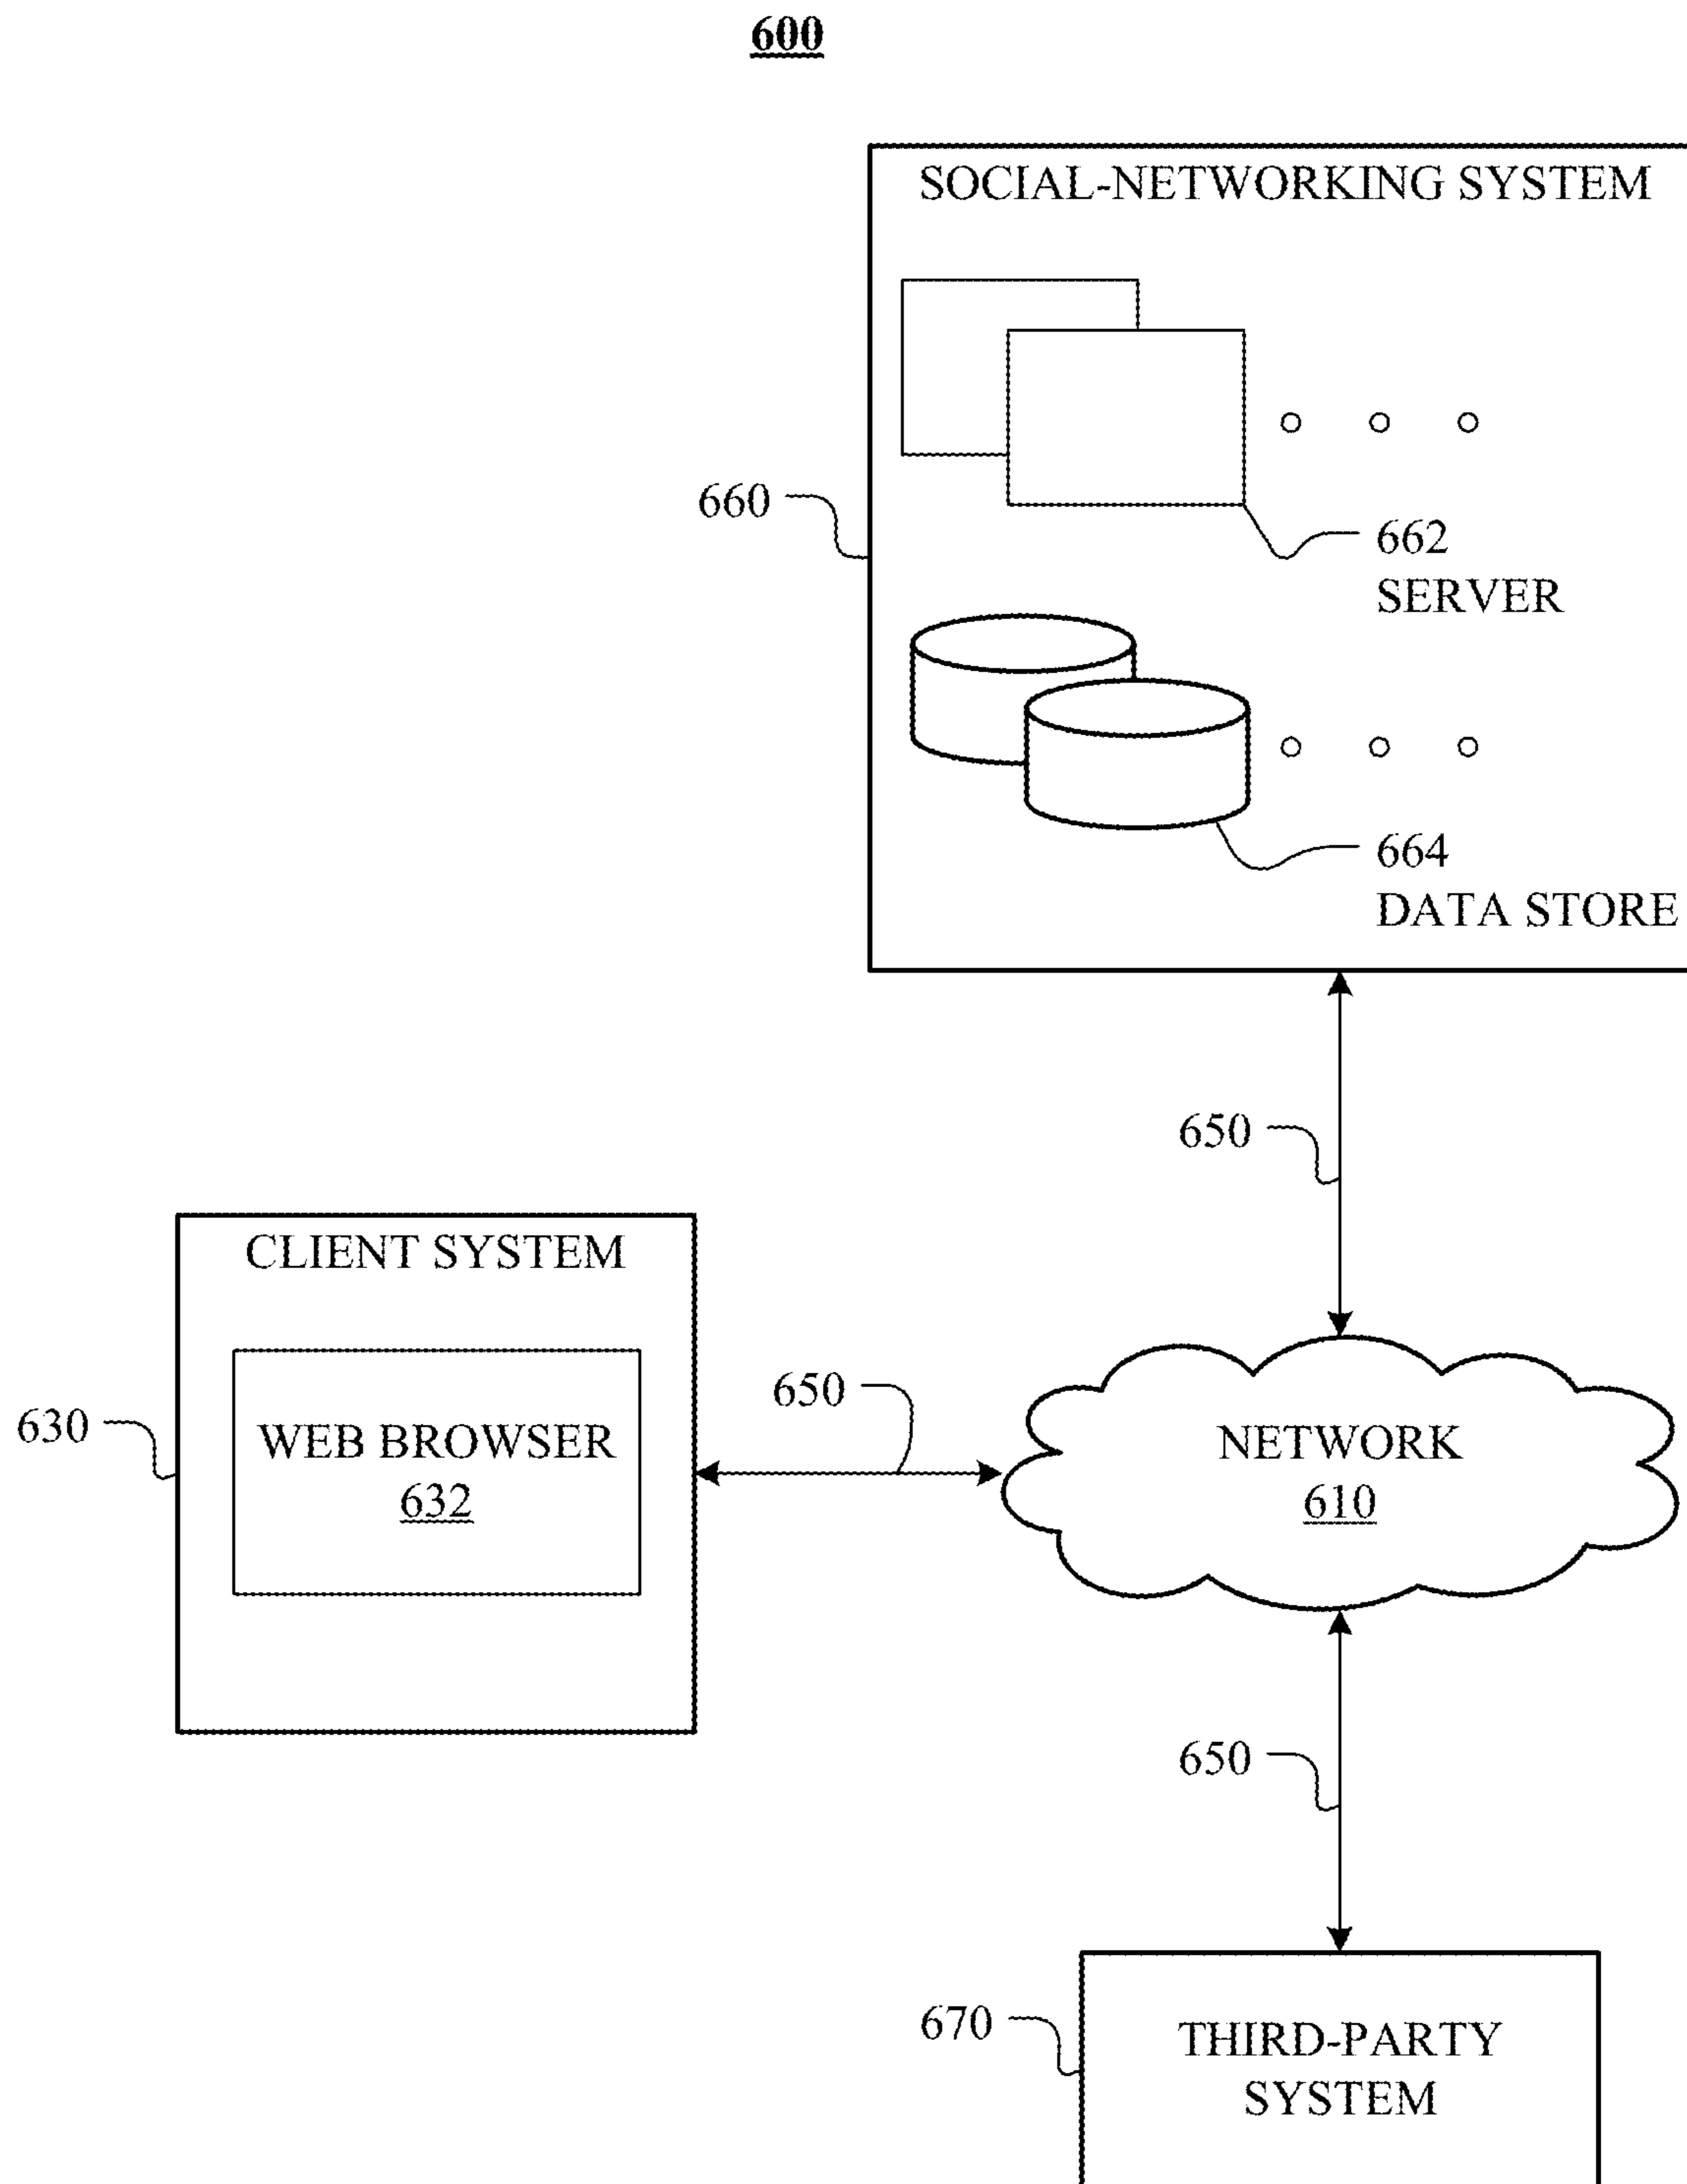 600
SOCIAL-NETWORKING SYSTEM
660
662
SERVER
664
DATA STORE
650
CLIENT SYSTEM
630
WEB BROWSER
632
650
NETWORK
610
650
670
THIRD-PARTY
SYSTEM